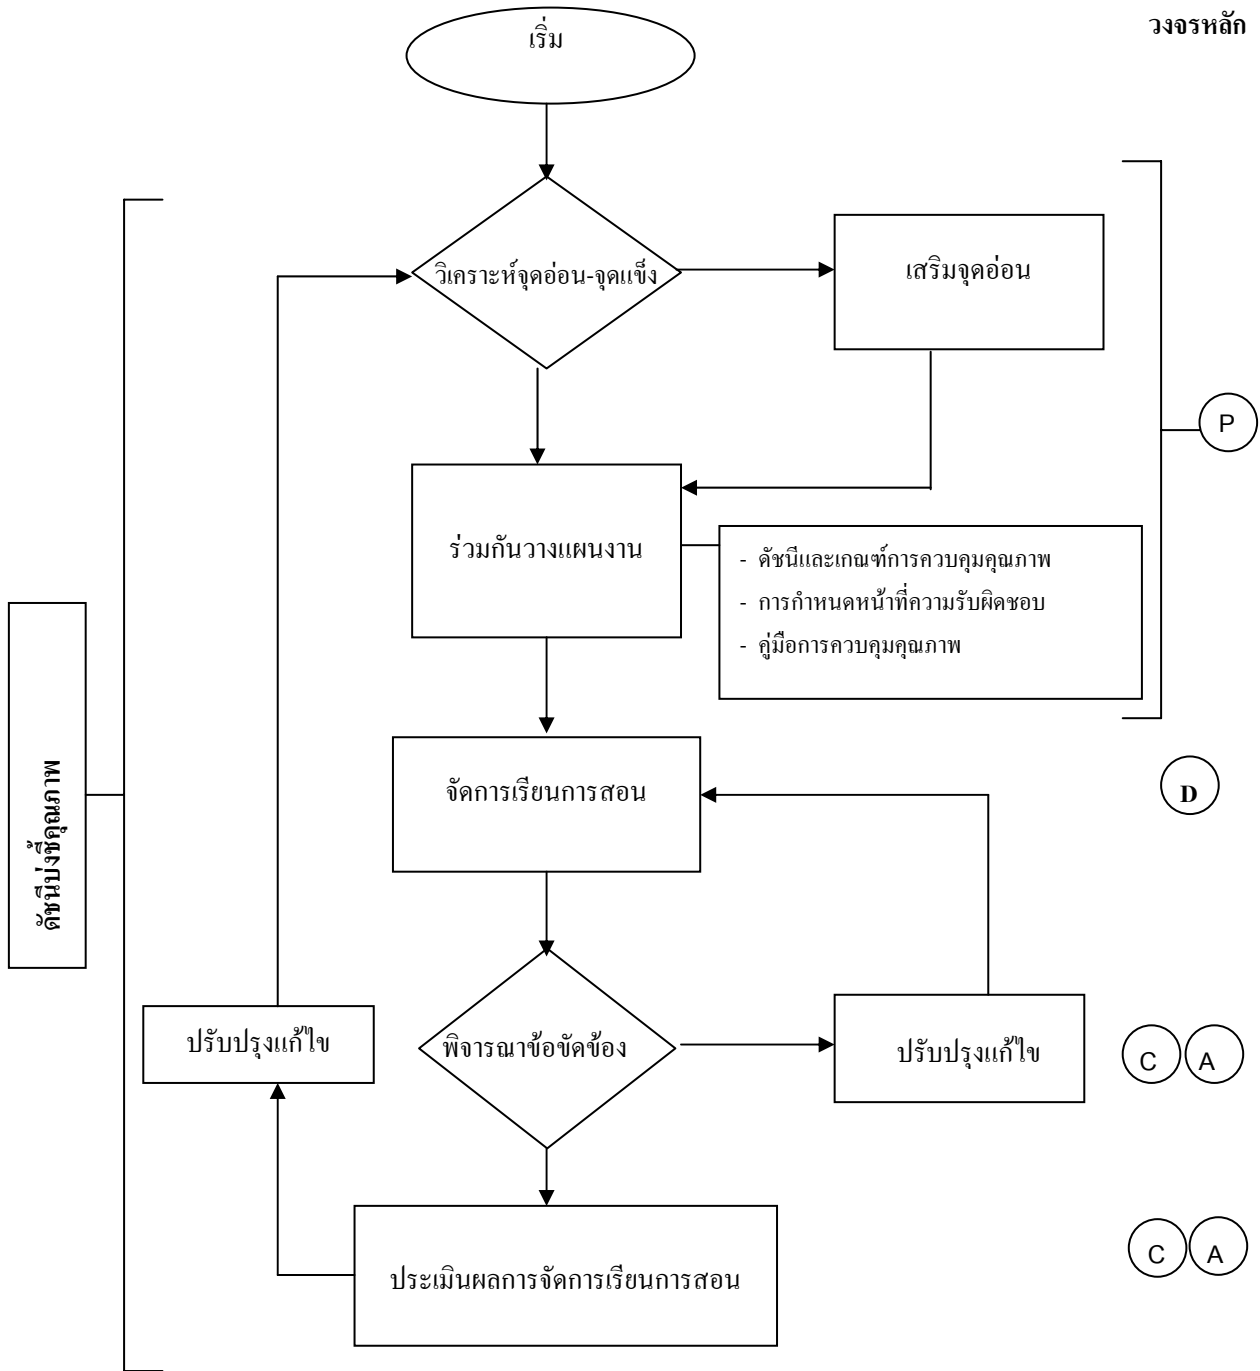 วงจรหลัก
เริ่ม
วิเคราะห์จุดอ่อน-จุดแข็ง
เสริมจุดอ่อน
P
ร่วมกันวางแผนงาน
- ดัชนีและเกณฑ์การควบคุมคุณภาพ
- การกำหนดหน้าที่ความรับผิดชอบ
- คู่มือการควบคุมคุณภาพ
ดัชนีบ่งชี้คุณภาพ
จัดการเรียนการสอน
D
ปรับปรุงแก้ไข
พิจารณาข้อขัดข้อง
ปรับปรุงแก้ไข
C A
ประเมินผลการจัดการเรียนการสอน
C A